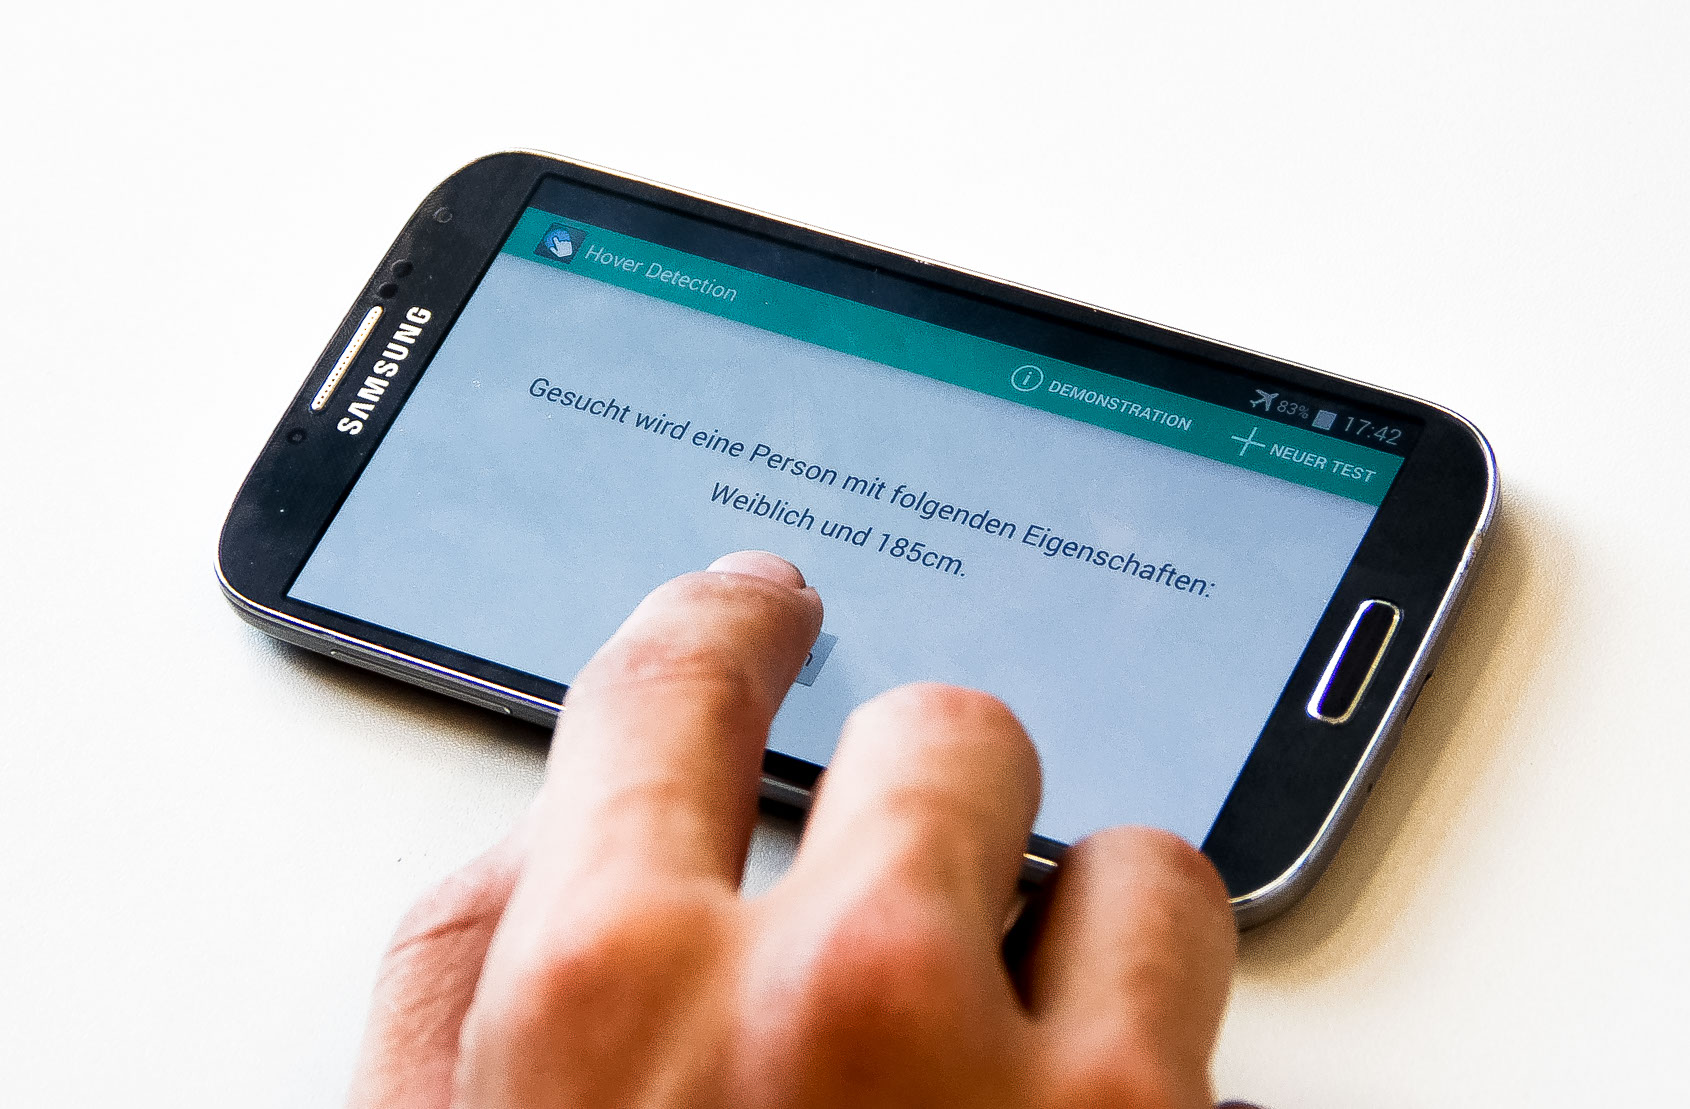 SAMSUNG
83% 17:42
Hover Detection
DEMONSTRATION
NEUER TEST
Gesucht wird eine Person mit folgenden Eigenschaften:
Weiblich und 185cm.